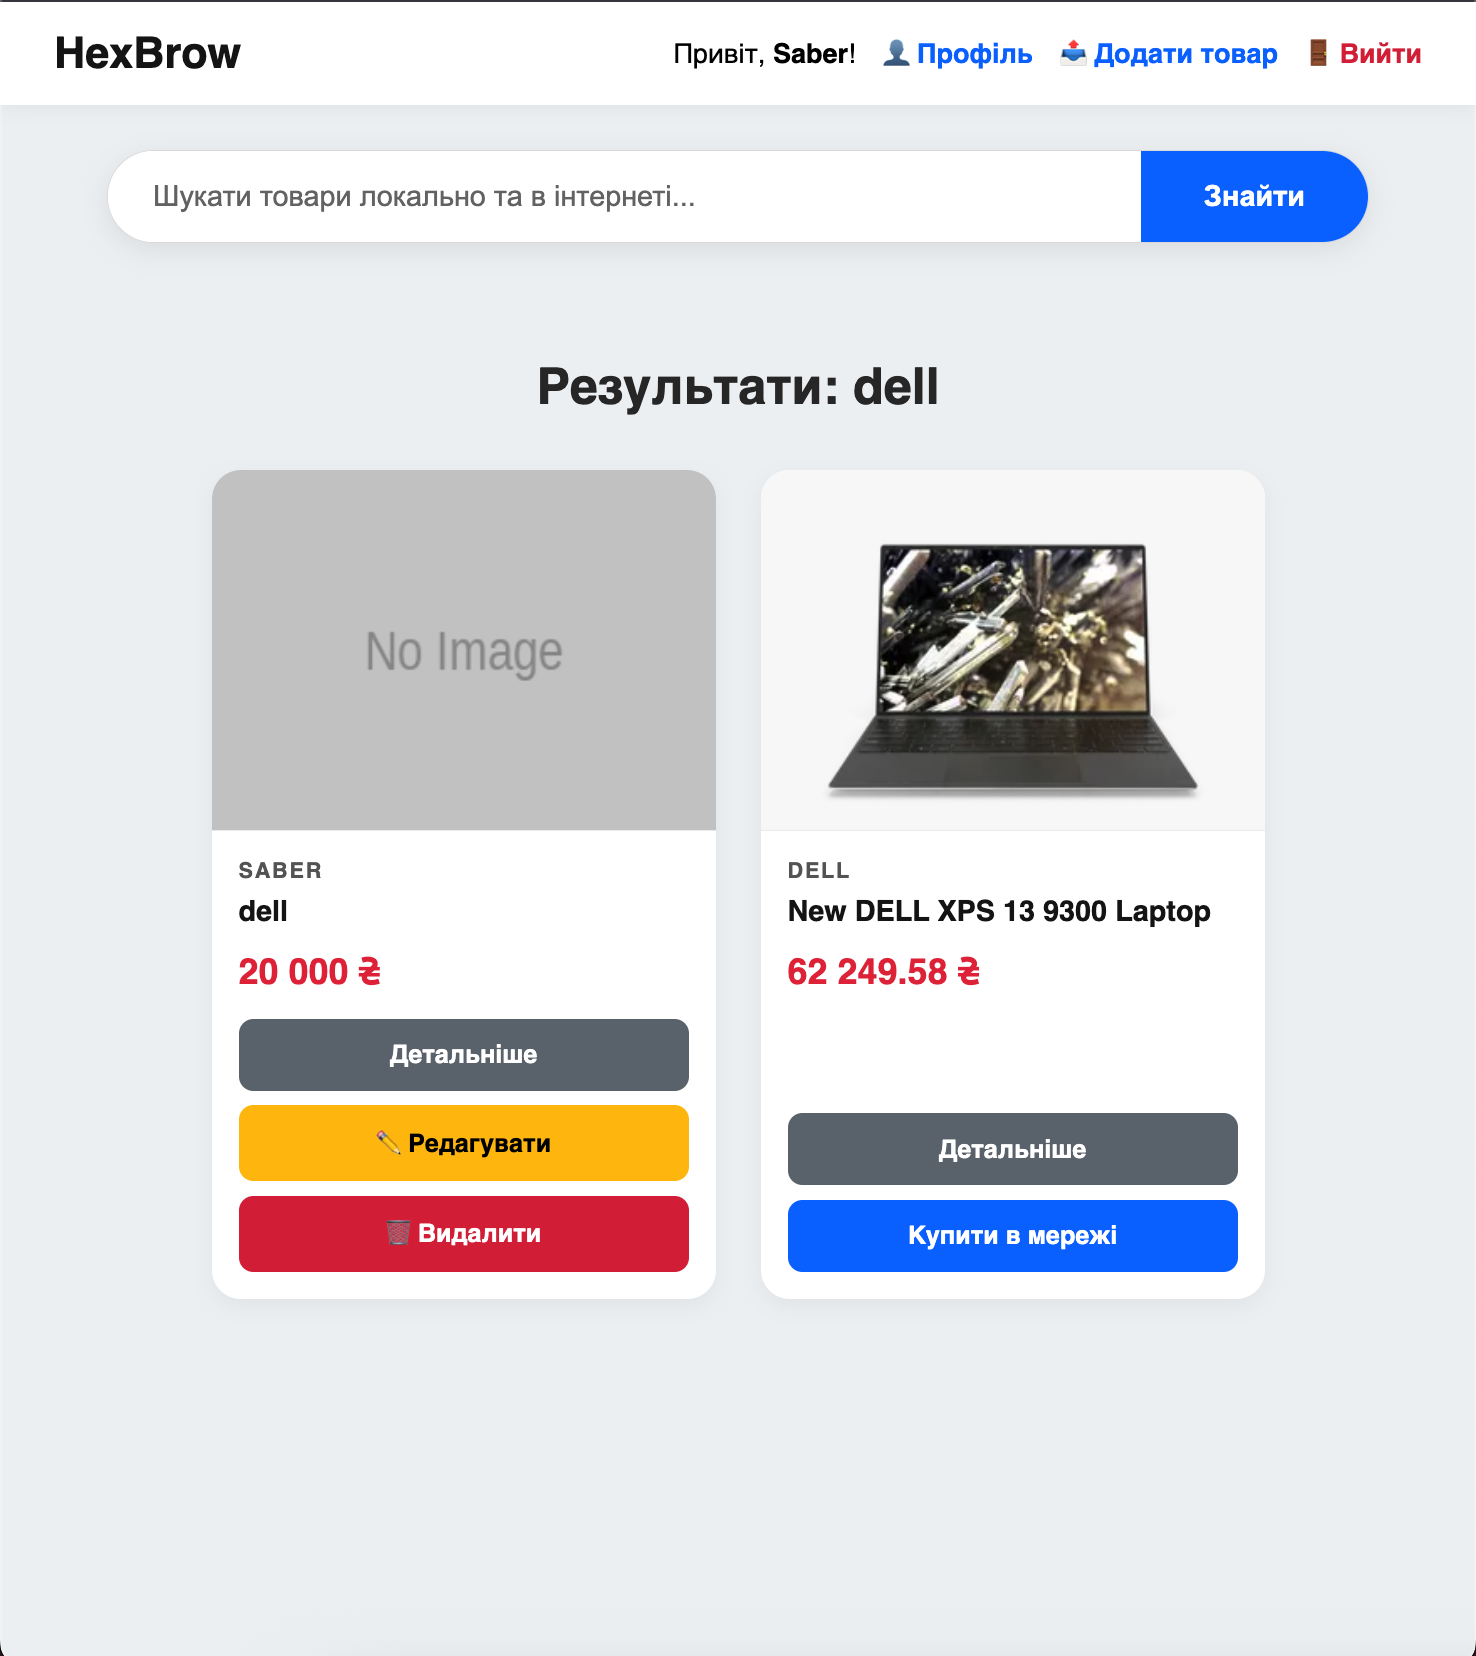 HexBrow
Привіт, Saber! 👤 Профіль 📤 Додати товар 🚪 Вийти
Шукати товари локально та в інтернеті...
Знайти
Результати: dell
No Image
SABER
dell
20 000 ₴
Детальніше
✏️ Редагувати
🗑️ Видалити
DELL
New DELL XPS 13 9300 Laptop
62 249.58 ₴
Детальніше
Купити в мережі